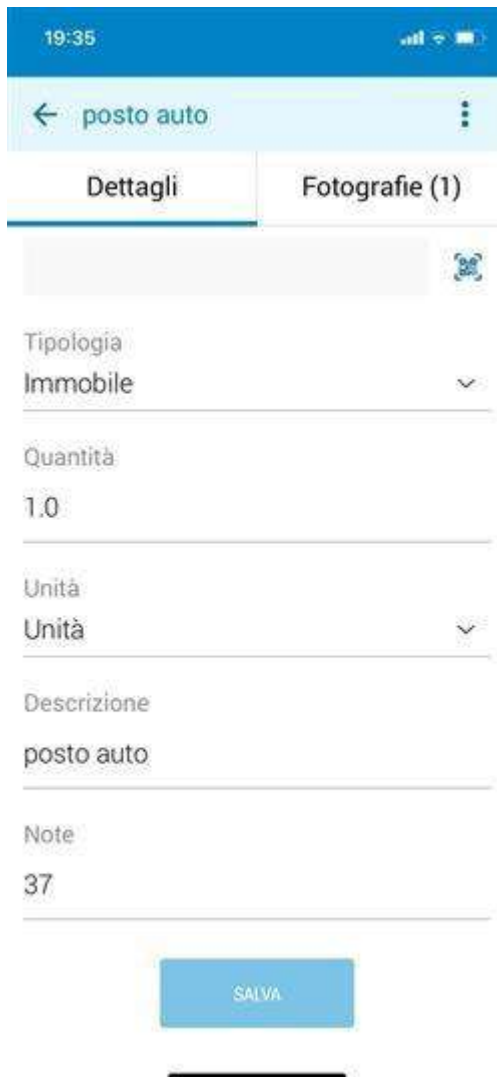 19:35
posto auto
Dettagli
Fotografie (1)
Tipologia
Immobile
Quantità
1.0
Unità
Unità
Descrizione
posto auto
Note
37
SALVA